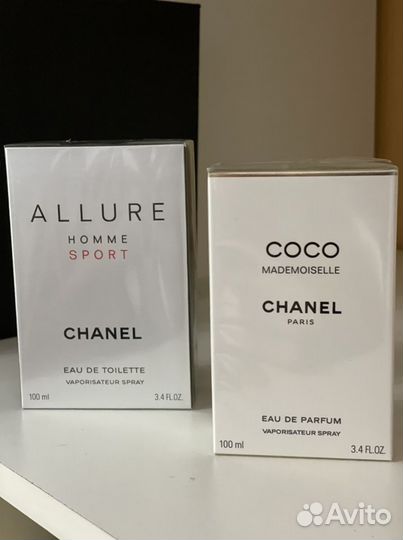 ALLURE
HOMME
SPORT
CHANEL
EAU DE TOILETTE
VAPORISATEUR SPRAY
100 ml 3.4 FL.OZ.
COCO
MADEMOISELLE
CHANEL
PARIS
EAU DE PARFUM
VAPORISATEUR SPRAY
100 ml 3.4 FL.OZ.
Avito